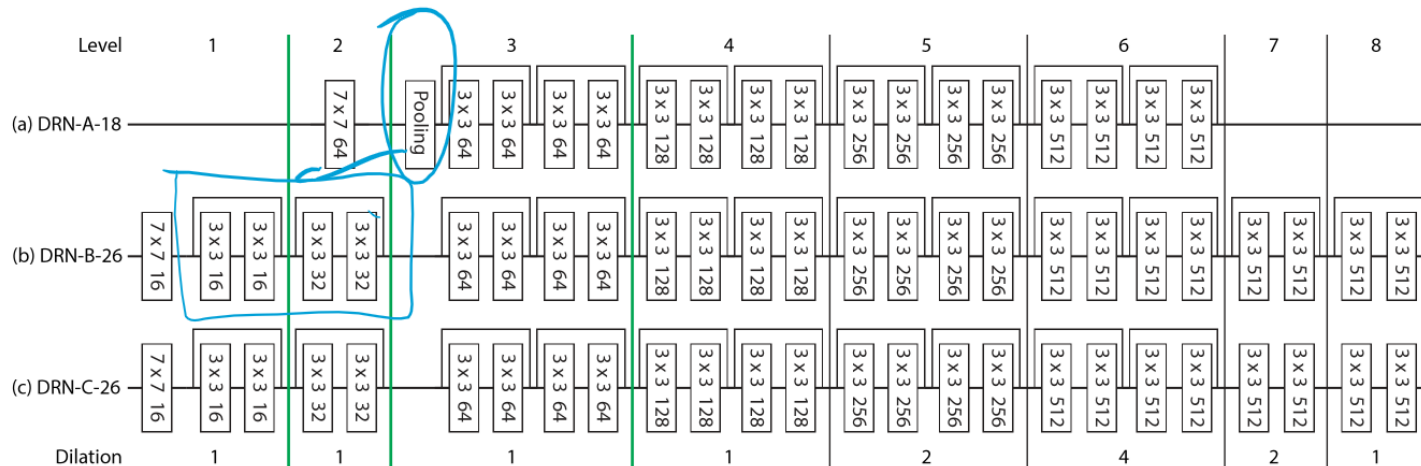 Level 1 2 3 4 5 6 7 8
(a) DRN-A-18 7 x 7 64 Pooling 3 x 3 64 3 x 3 64 3 x 3 64 3 x 3 64 3 x 3 128 3 x 3 128 3 x 3 128 3 x 3 128 3 x 3 256 3 x 3 256 3 x 3 256 3 x 3 256 3 x 3 512 3 x 3 512 3 x 3 512 3 x 3 512
(b) DRN-B-26 7 x 7 16 3 x 3 16 3 x 3 16 3 x 3 32 3 x 3 32 3 x 3 64 3 x 3 64 3 x 3 64 3 x 3 64 3 x 3 128 3 x 3 128 3 x 3 128 3 x 3 128 3 x 3 256 3 x 3 256 3 x 3 256 3 x 3 256 3 x 3 512 3 x 3 512 3 x 3 512 3 x 3 512 3 x 3 512 3 x 3 512 3 x 3 512 3 x 3 512
(c) DRN-C-26 7 x 7 16 3 x 3 16 3 x 3 16 3 x 3 32 3 x 3 32 3 x 3 64 3 x 3 64 3 x 3 64 3 x 3 64 3 x 3 128 3 x 3 128 3 x 3 128 3 x 3 128 3 x 3 256 3 x 3 256 3 x 3 256 3 x 3 256 3 x 3 512 3 x 3 512 3 x 3 512 3 x 3 512 3 x 3 512 3 x 3 512 3 x 3 512 3 x 3 512
Dilation 1 1 1 1 2 4 2 1